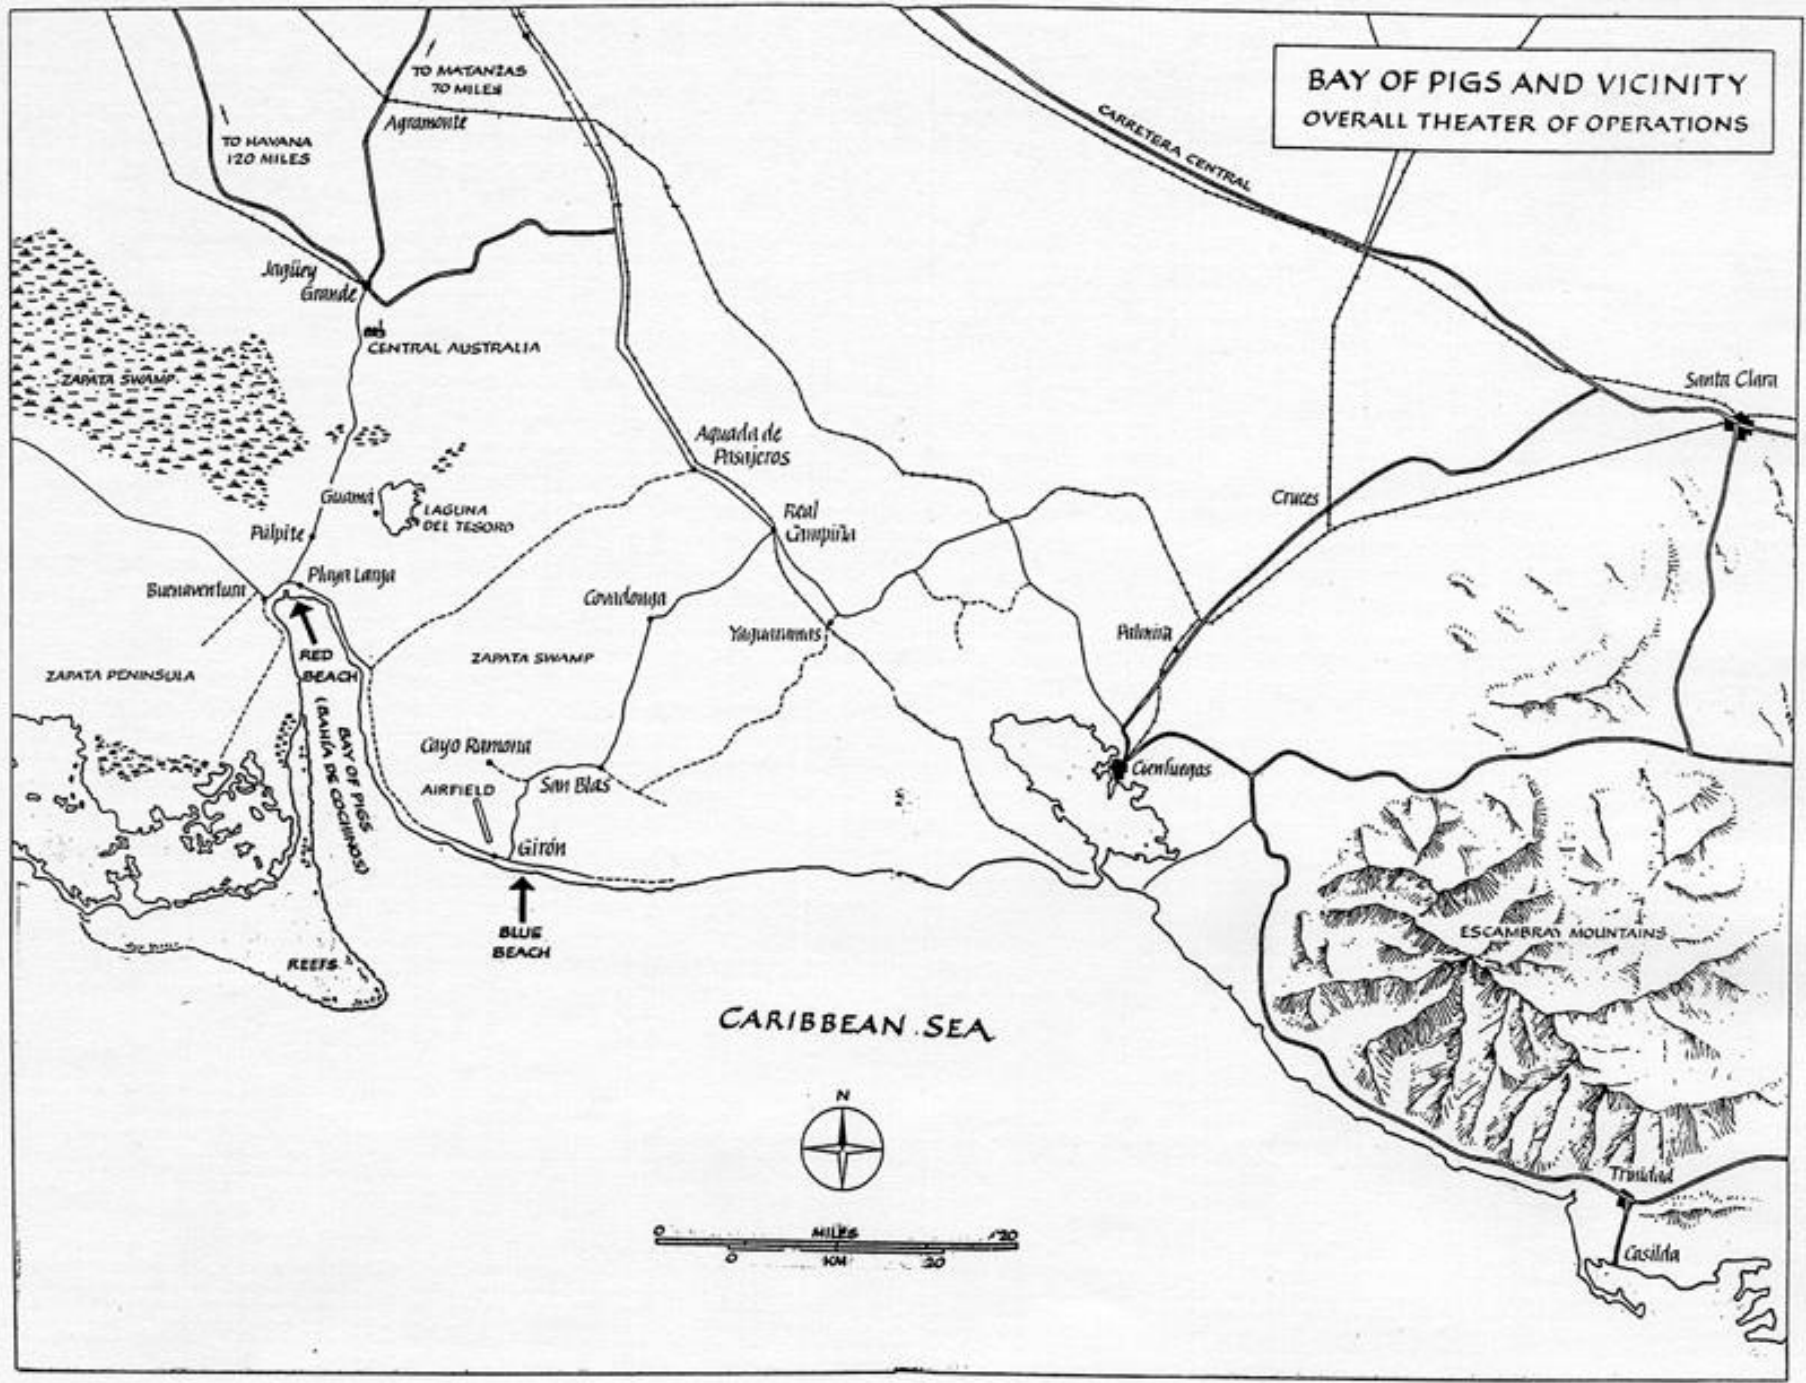 BAY OF PIGS AND VICINITY
OVERALL THEATER OF OPERATIONS
TO MATANZAS
70 MILES
Agramonte
TO HAVANA
120 MILES
CARRETERA CENTRAL
Jagüey
Grande
CENTRAL AUSTRALIA
ZAPATA SWAMP
Santa Clara
Aguada de
Pasajeros
Guamá
LAGUNA
DEL TESORO
Real
Campiña
Cruces
Pálpite
Playa Larga
Buenaventura
Covadonga
Yaguaramas
Palmira
RED
BEACH
ZAPATA SWAMP
ZAPATA PENINSULA
BAY OF PIGS
(BAHÍA DE COCHINOS)
Cayo Ramona
AIRFIELD
San Blas
Cienfuegos
Girón
BLUE
BEACH
ESCAMBRAY MOUNTAINS
REEFS
CARIBBEAN SEA
N
0 MILES 20
0 KM 20
Trinidad
Casilda